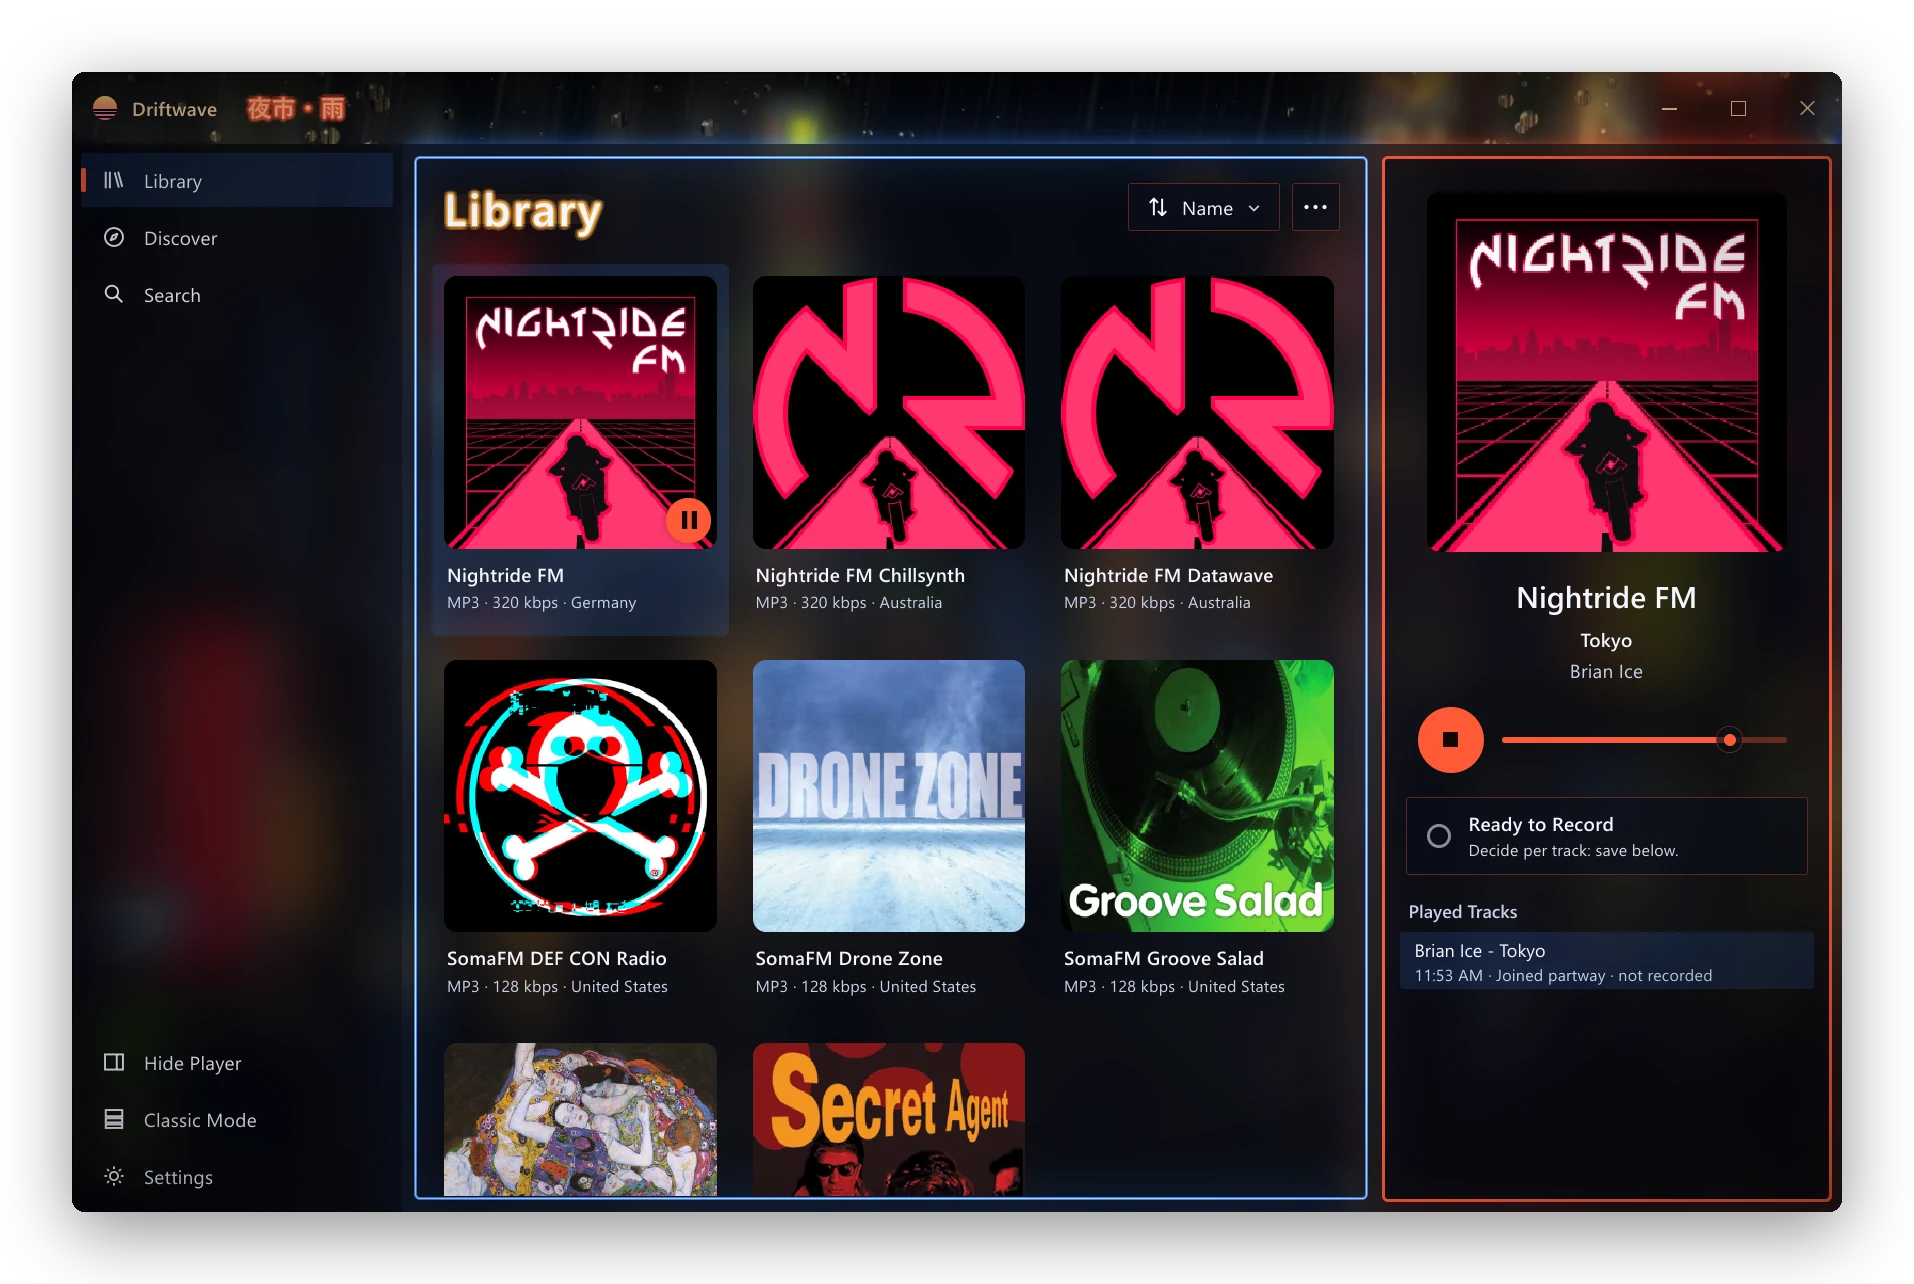 Driftwave 夜市・雨
Library
Discover
Search
Hide Player
Classic Mode
Settings
Library
Name
NIGHTRIDE
FM
Nightride FM
MP3 · 320 kbps · Germany
Nightride FM Chillsynth
MP3 · 320 kbps · Australia
Nightride FM Datawave
MP3 · 320 kbps · Australia
SomaFM DEF CON Radio
MP3 · 128 kbps · United States
DRONE ZONE
SomaFM Drone Zone
MP3 · 128 kbps · United States
Groove Salad
SomaFM Groove Salad
MP3 · 128 kbps · United States
Secret Agent
NIGHTRIDE
FM
Nightride FM
Tokyo
Brian Ice
Ready to Record
Decide per track: save below.
Played Tracks
Brian Ice - Tokyo
11:53 AM · Joined partway · not recorded